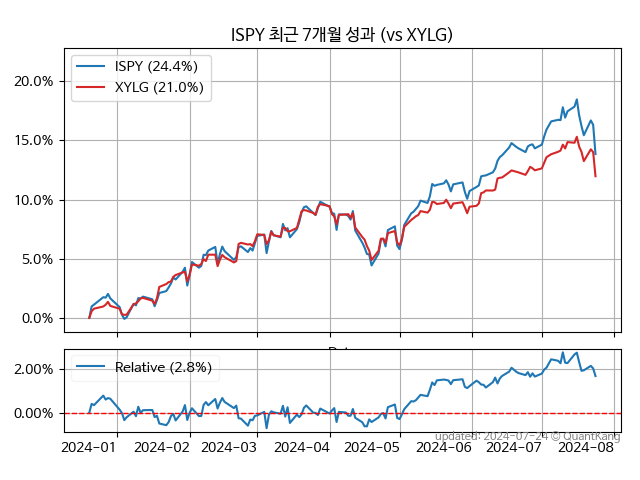 ISPY 최근 7개월 성과 (vs XYLG)
ISPY (24.4%)
XYLG (21.0%)
20.0%
15.0%
10.0%
5.0%
0.0%
Relative (2.8%)
2.00%
0.00%
updated: 2024-07-24 © QuantKang
2024-01 2024-02 2024-03 2024-04 2024-05 2024-06 2024-07 2024-08